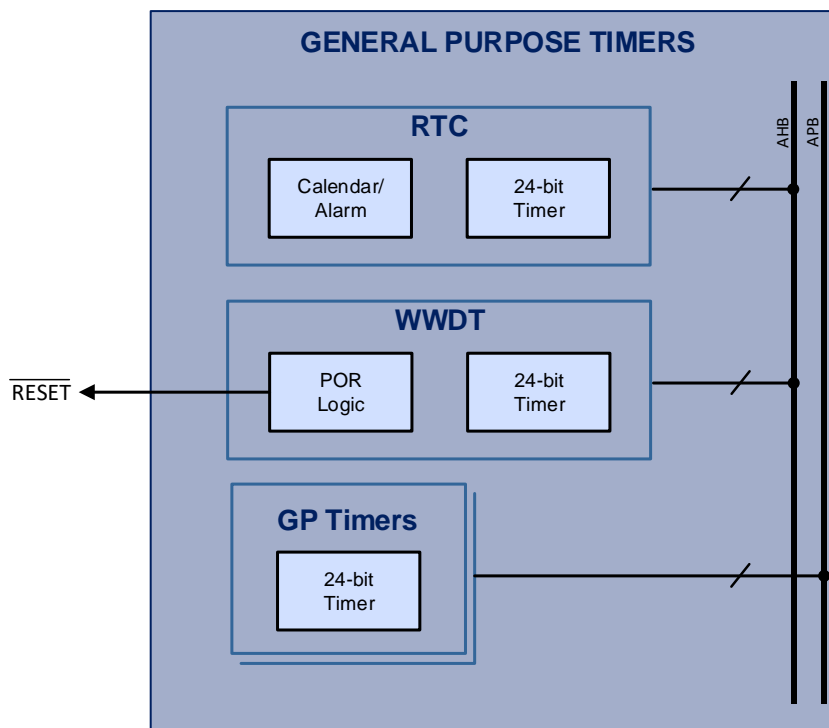 GENERAL PURPOSE TIMERS
AHB
APB
RTC
Calendar/
Alarm
24-bit
Timer
WWDT
RESET
POR
Logic
24-bit
Timer
GP Timers
24-bit
Timer